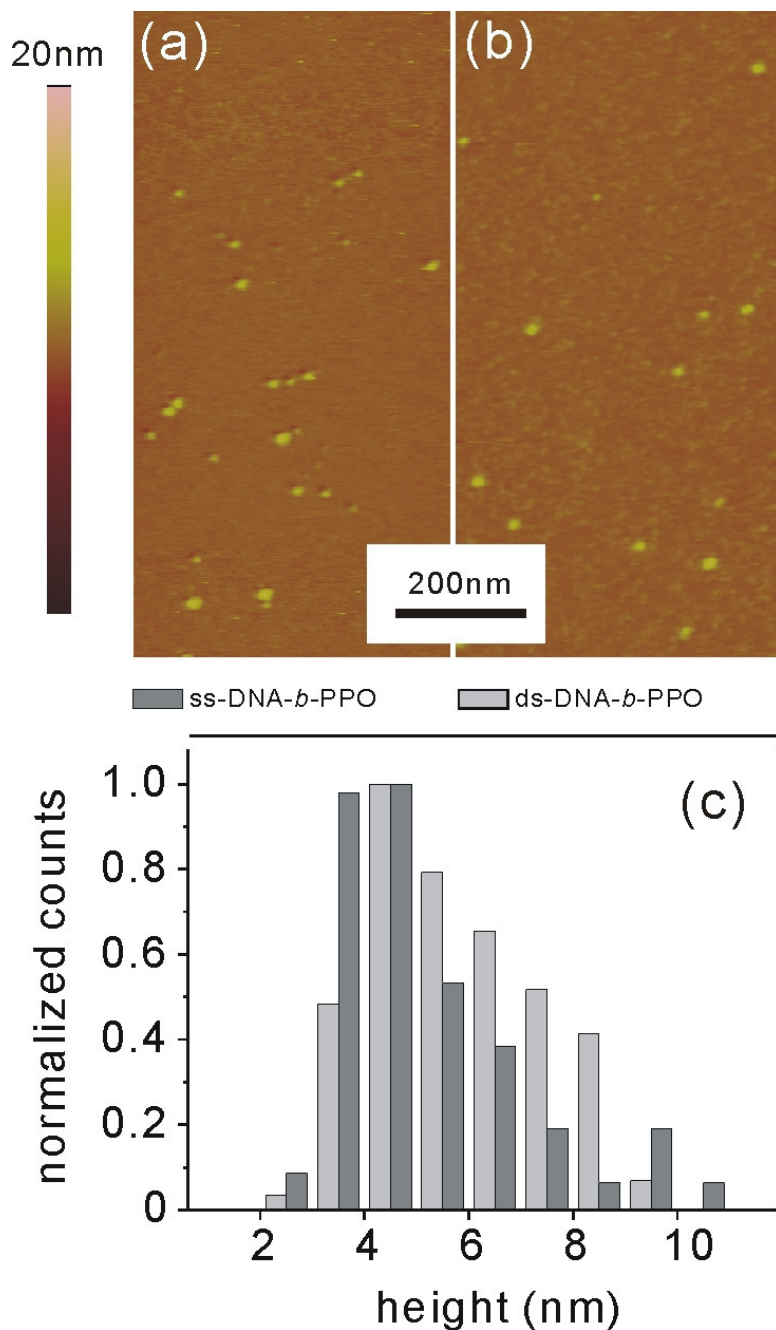 20nm
(a)
(b)
200nm
ss-DNA-b-PPO
ds-DNA-b-PPO
(c)
1.0
0.8
0.6
0.4
0.2
0
normalized counts
2 4 6 8 10
height (nm)